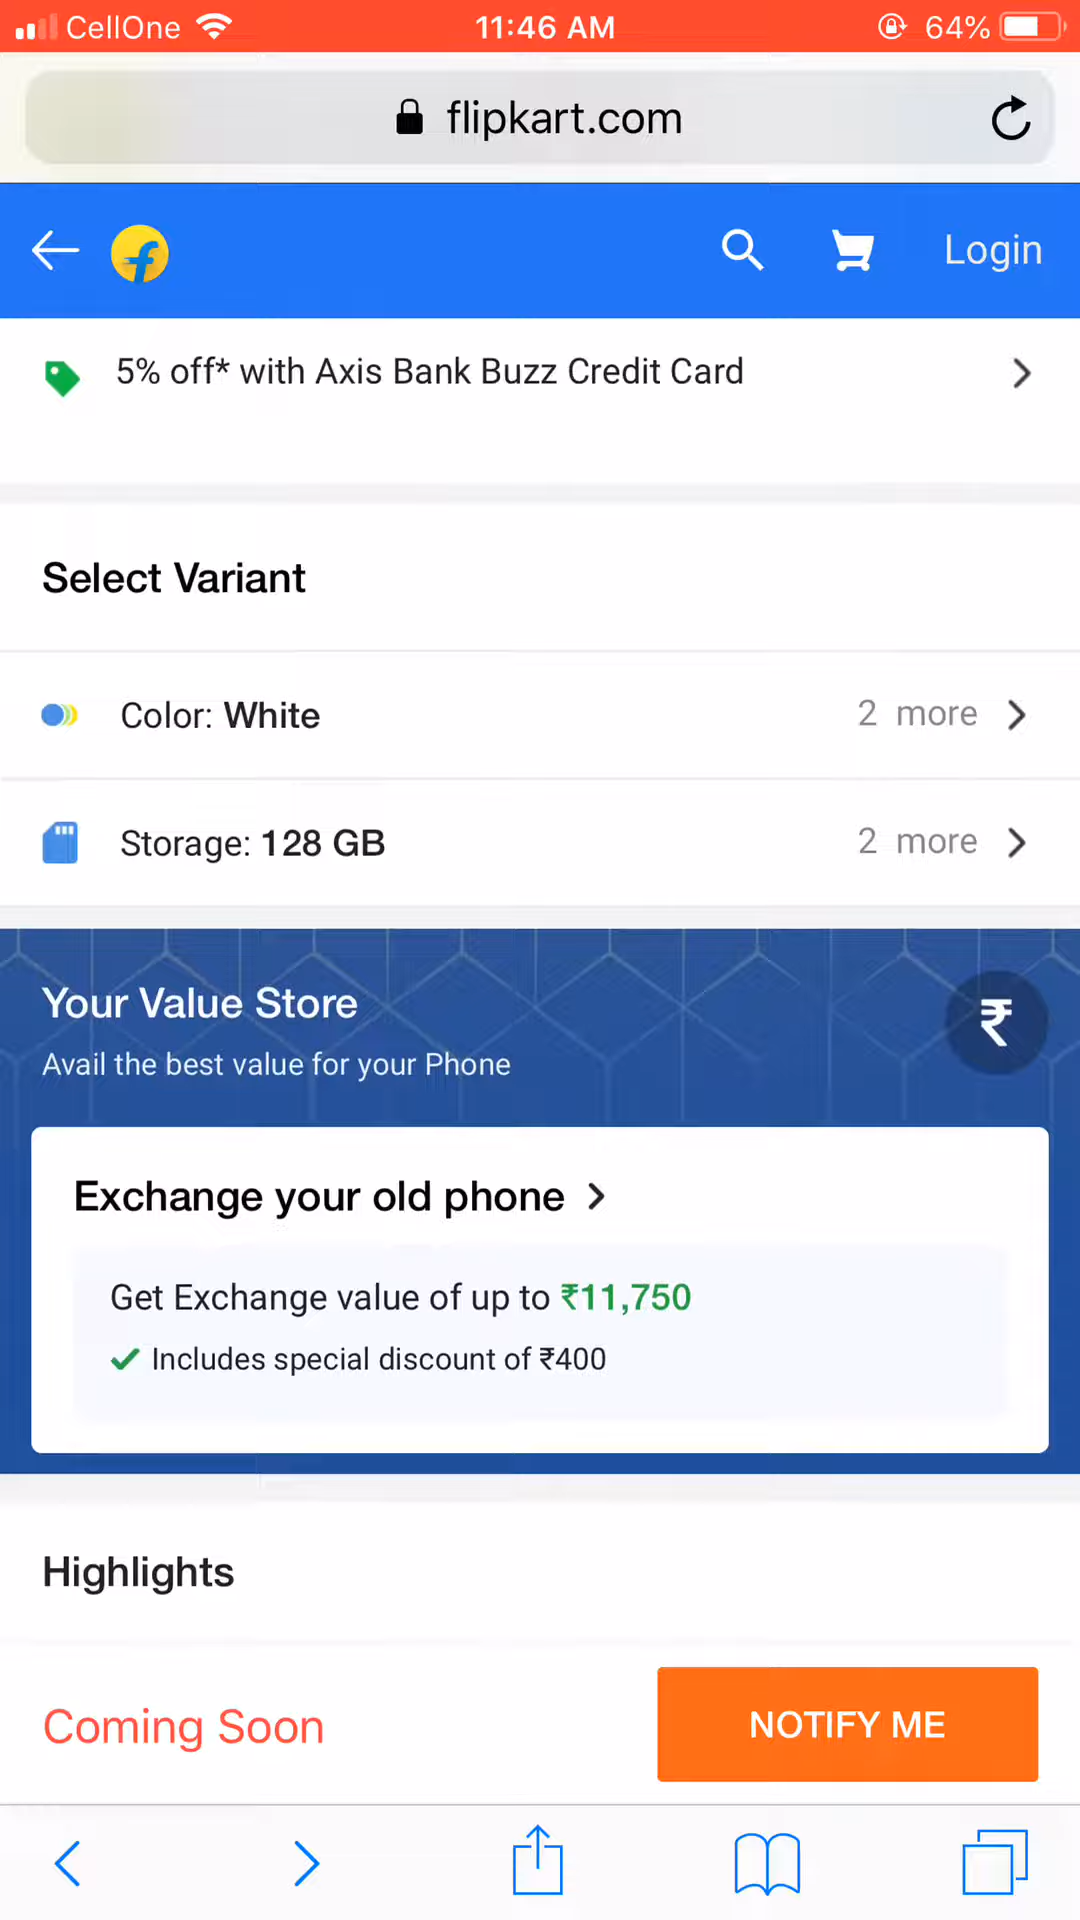 CellOne 11:46 AM 64%
flipkart.com
Login
5% off* with Axis Bank Buzz Credit Card
Select Variant
Color: White 2 more
Storage: 128 GB 2 more
Your Value Store
₹
Avail the best value for your Phone
Exchange your old phone
Get Exchange value of up to ₹11,750
Includes special discount of ₹400
Highlights
Coming Soon NOTIFY ME